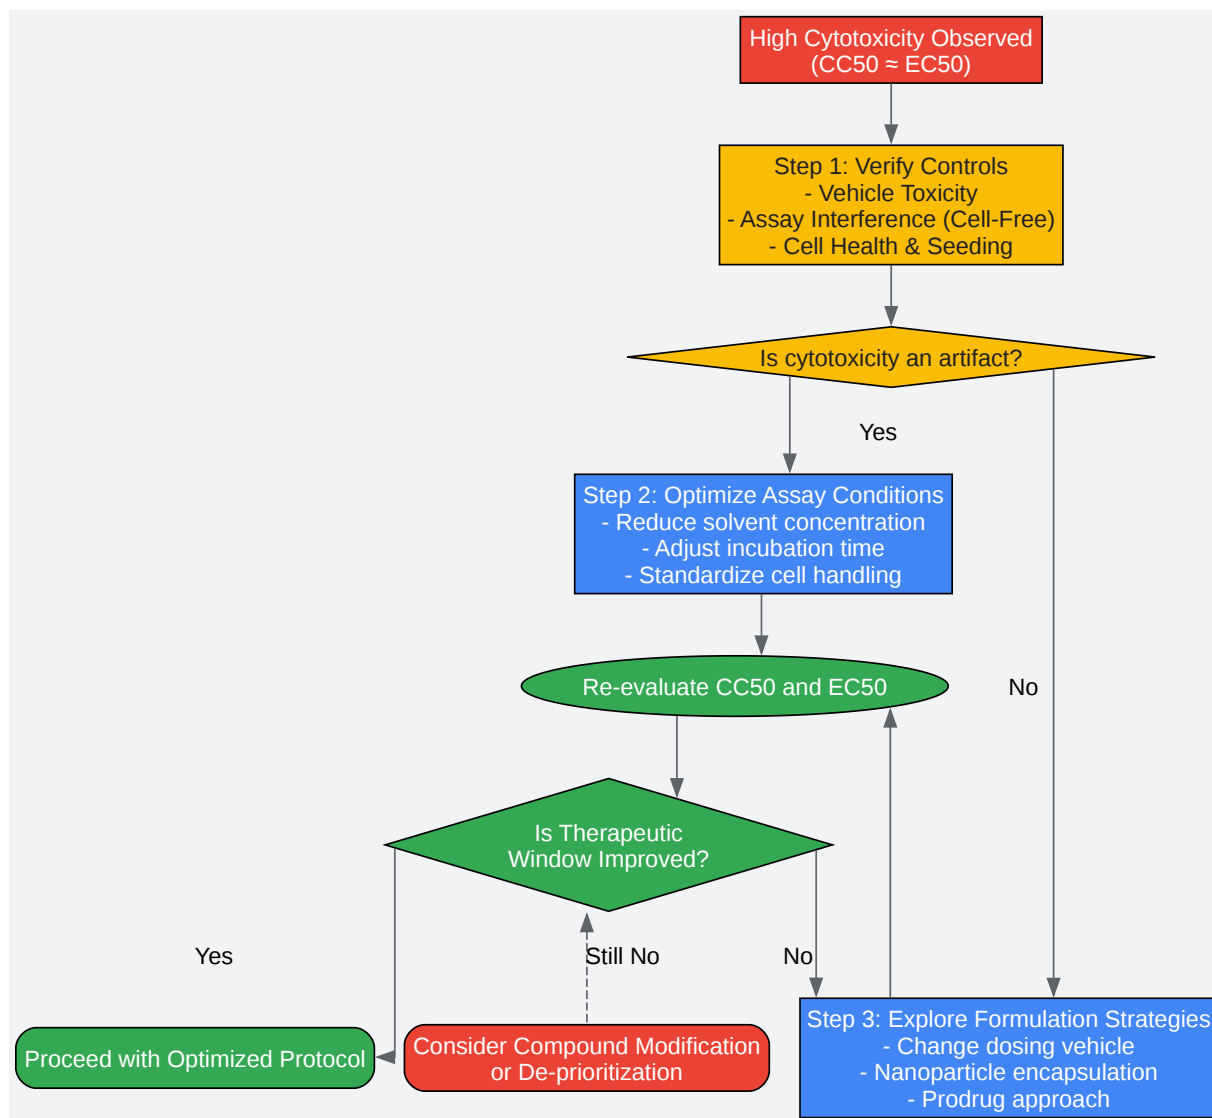 High Cytotoxicity Observed
(CC50 ≈ EC50)
Step 1: Verify Controls
- Vehicle Toxicity
- Assay Interference (Cell-Free)
- Cell Health & Seeding
Is cytotoxicity an artifact?
Yes
Step 2: Optimize Assay Conditions
- Reduce solvent concentration
- Adjust incubation time
- Standardize cell handling
Re-evaluate CC50 and EC50
No
Is Therapeutic
Window Improved?
Yes
Still No
No
Proceed with Optimized Protocol
Consider Compound Modification
or De-prioritization
Step 3: Explore Formulation Strategies
- Change dosing vehicle
- Nanoparticle encapsulation
- Prodrug approach